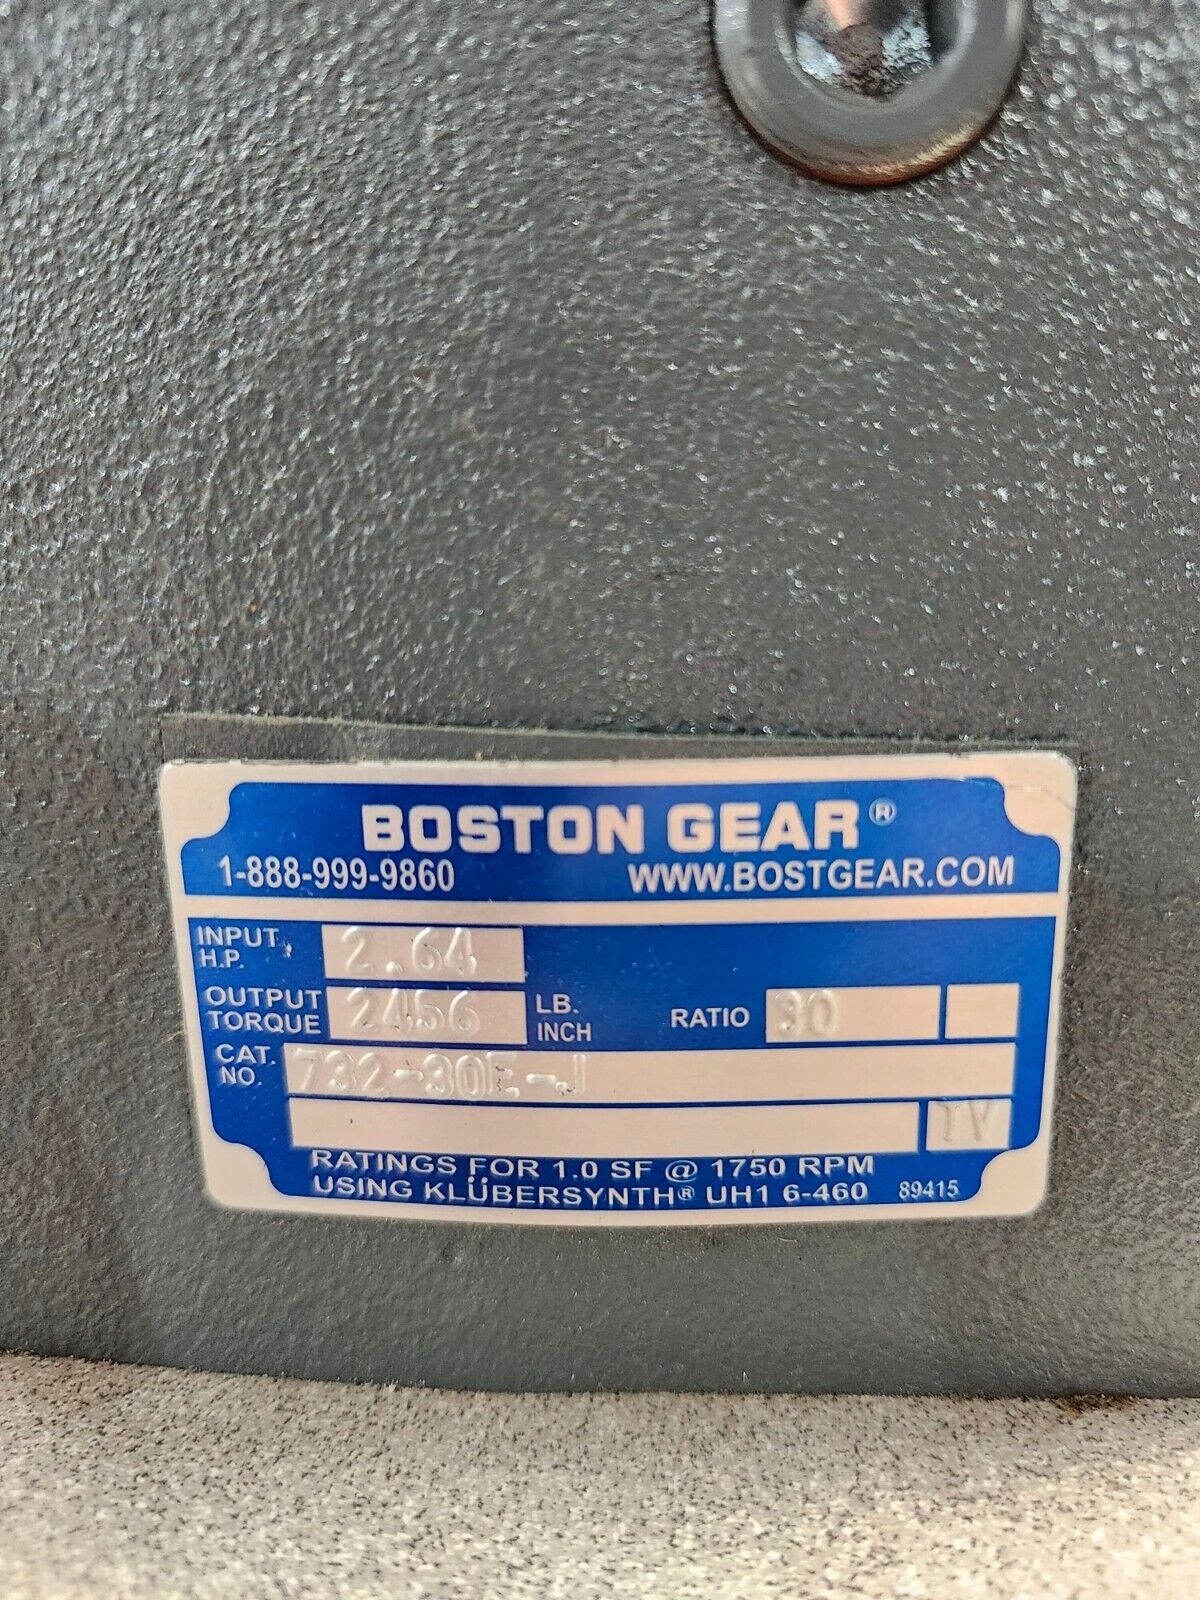 BOSTON GEAR®
1-888-999-9860 WWW.BOSTGEAR.COM
INPUT H.P. 2.64
OUTPUT TORQUE 2456 LB. INCH RATIO 30
CAT. NO. 732-30E-J
TV
RATINGS FOR 1.0 SF @ 1750 RPM
USING KLÜBERSYNTH® UH1 6-460 89415